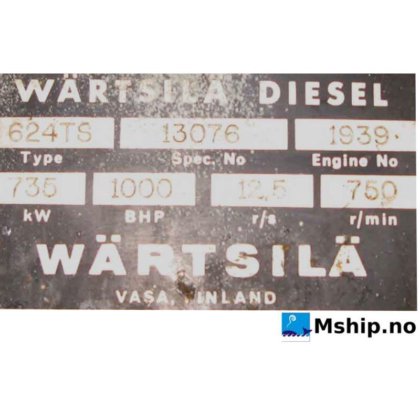 WÄRTSILÄ DIESEL
624TS 13076 1939
Type Spec. No Engine No
735 1000 12,5 750
kW BHP r/s r/min
WÄRTSILÄ
VASA, FINLAND
Mship.no